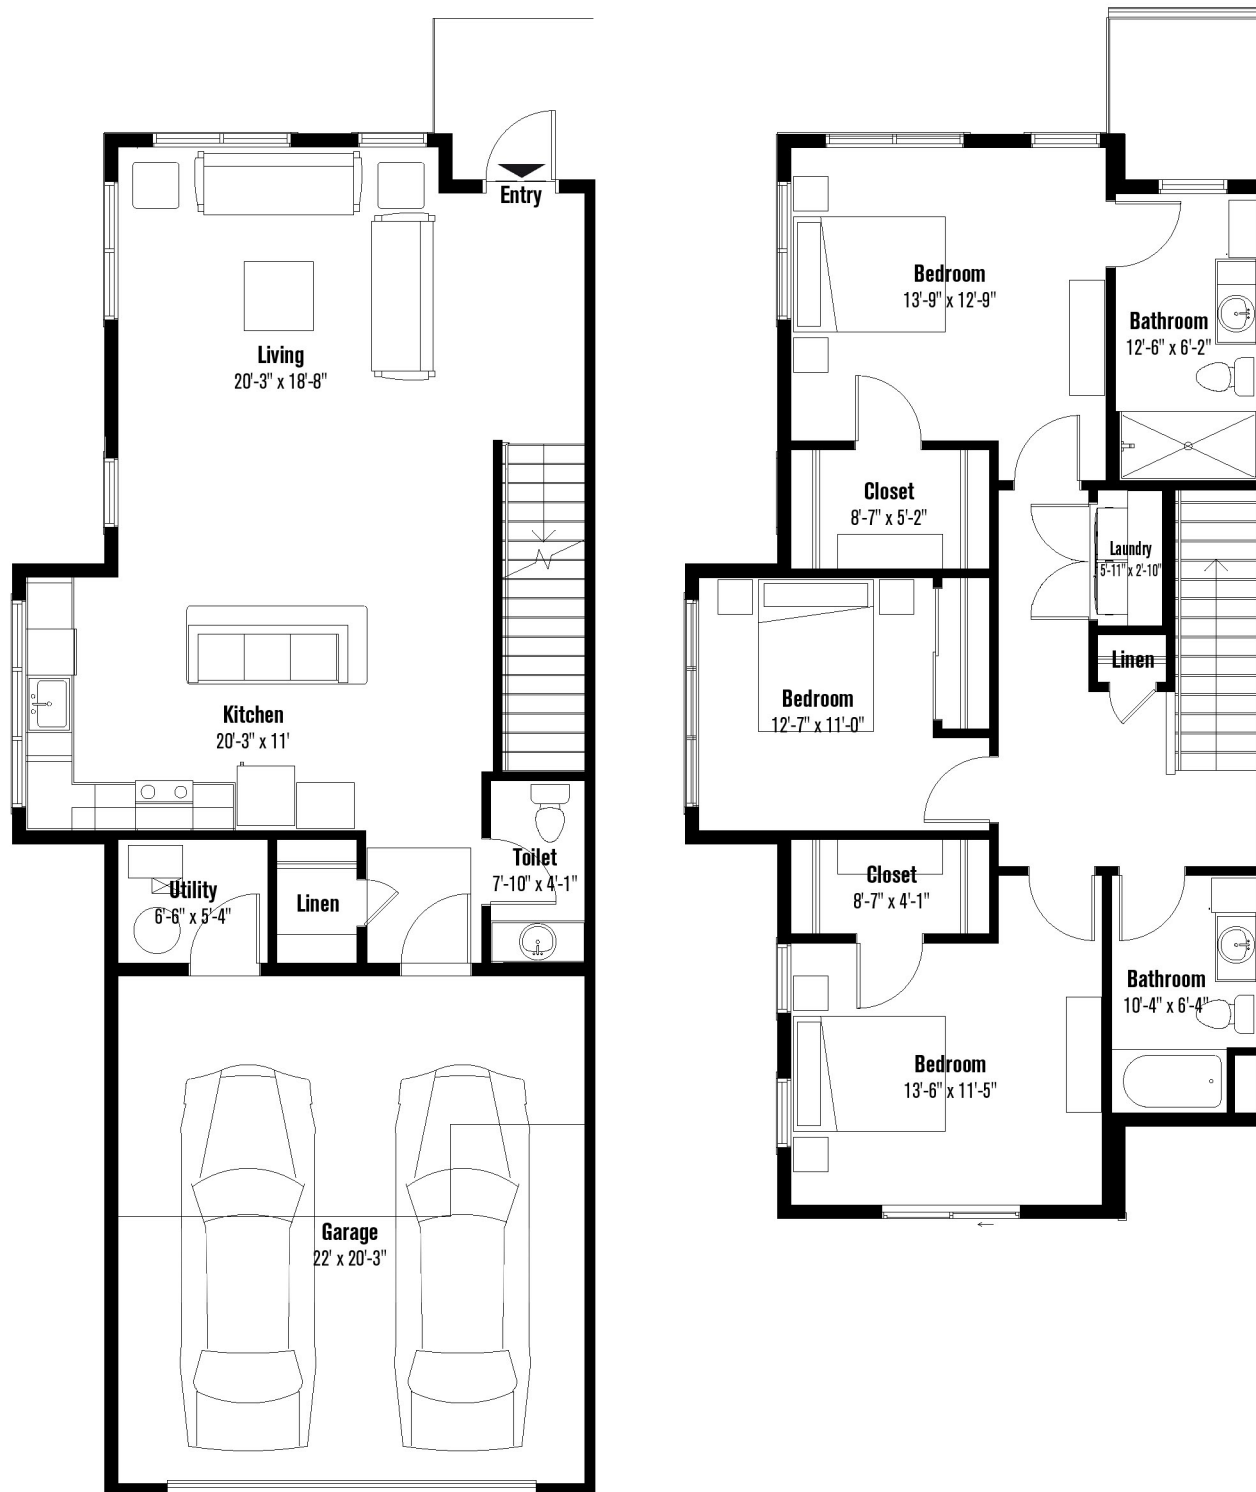 Entry
Living
20'-3" x 18'-8"
Kitchen
20'-3" x 11'
Toilet
7'-10" x 4'-1"
Utility
6'-6" x 5'-4"
Linen
Garage
22' x 20'-3"
Bedroom
13'-9" x 12'-9"
Bathroom
12'-6" x 6'-2"
Closet
8'-7" x 5'-2"
Laundry
5'-11" x 2'-10"
Linen
Bedroom
12'-7" x 11'-0"
Closet
8'-7" x 4'-1"
Bathroom
10'-4" x 6'-4"
Bedroom
13'-6" x 11'-5"